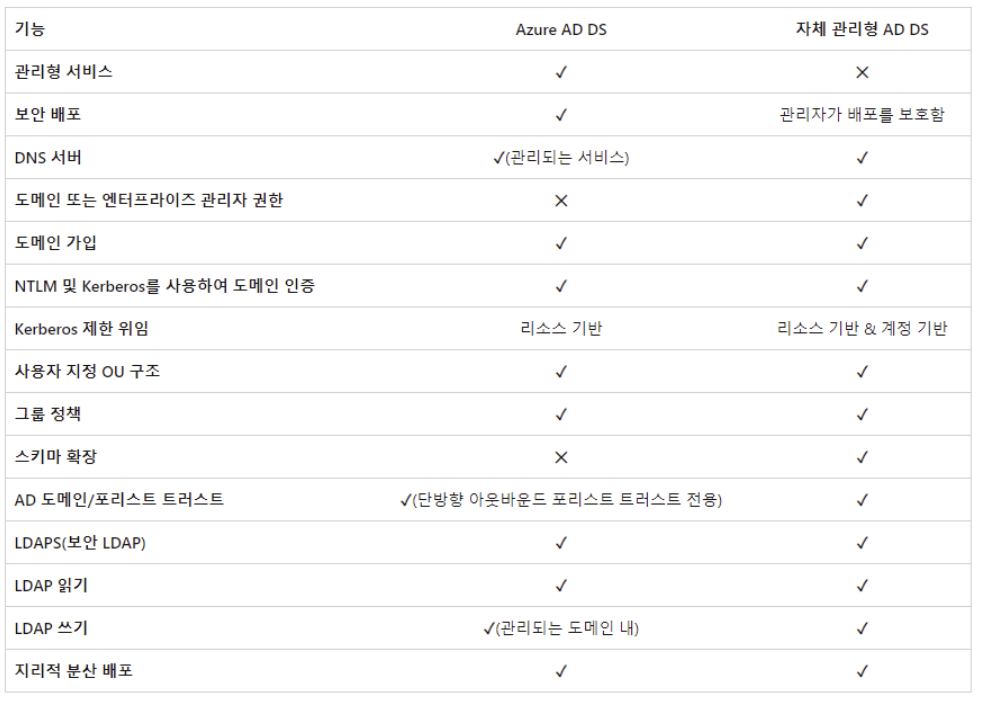 기능 Azure AD DS 자체 관리형 AD DS
관리형 서비스 ✓ ✕
보안 배포 ✓ 관리자가 배포를 보호함
DNS 서버 ✓(관리되는 서비스) ✓
도메인 또는 엔터프라이즈 관리자 권한 ✕ ✓
도메인 가입 ✓ ✓
NTLM 및 Kerberos를 사용하여 도메인 인증 ✓ ✓
Kerberos 제한 위임 리소스 기반 리소스 기반 & 계정 기반
사용자 지정 OU 구조 ✓ ✓
그룹 정책 ✓ ✓
스키마 확장 ✕ ✓
AD 도메인/포리스트 트러스트 ✓(단방향 아웃바운드 포리스트 트러스트 전용) ✓
LDAPS(보안 LDAP) ✓ ✓
LDAP 읽기 ✓ ✓
LDAP 쓰기 ✓(관리되는 도메인 내) ✓
지리적 분산 배포 ✓ ✓